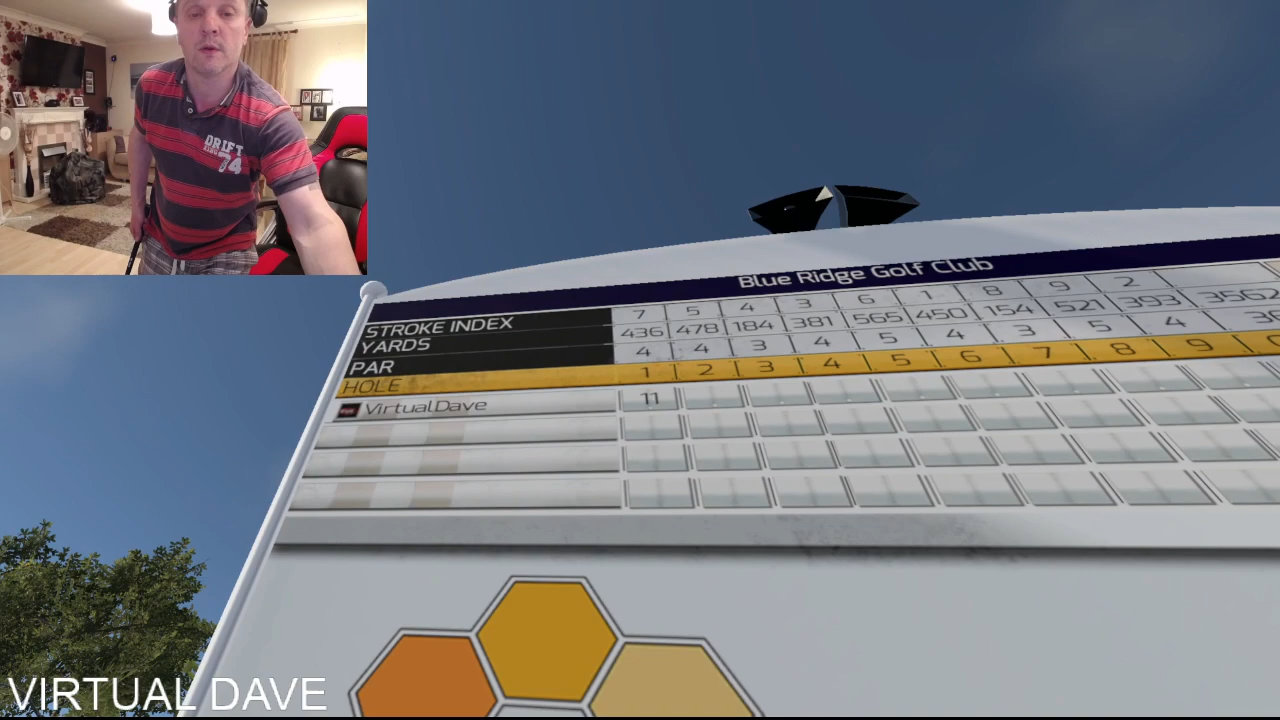 DRIFT
KING
74
Blue Ridge Golf Club
STROKE INDEX 7 5 4 3 6 1 8 9 2
YARDS 436 478 184 381 565 450 154 521 393 3562
PAR 4 4 3 4 5 4 3 5 4 36
HOLE 1 2 3 4 5 6 7 8 9
VirtualDave 11
VIRTUAL DAVE